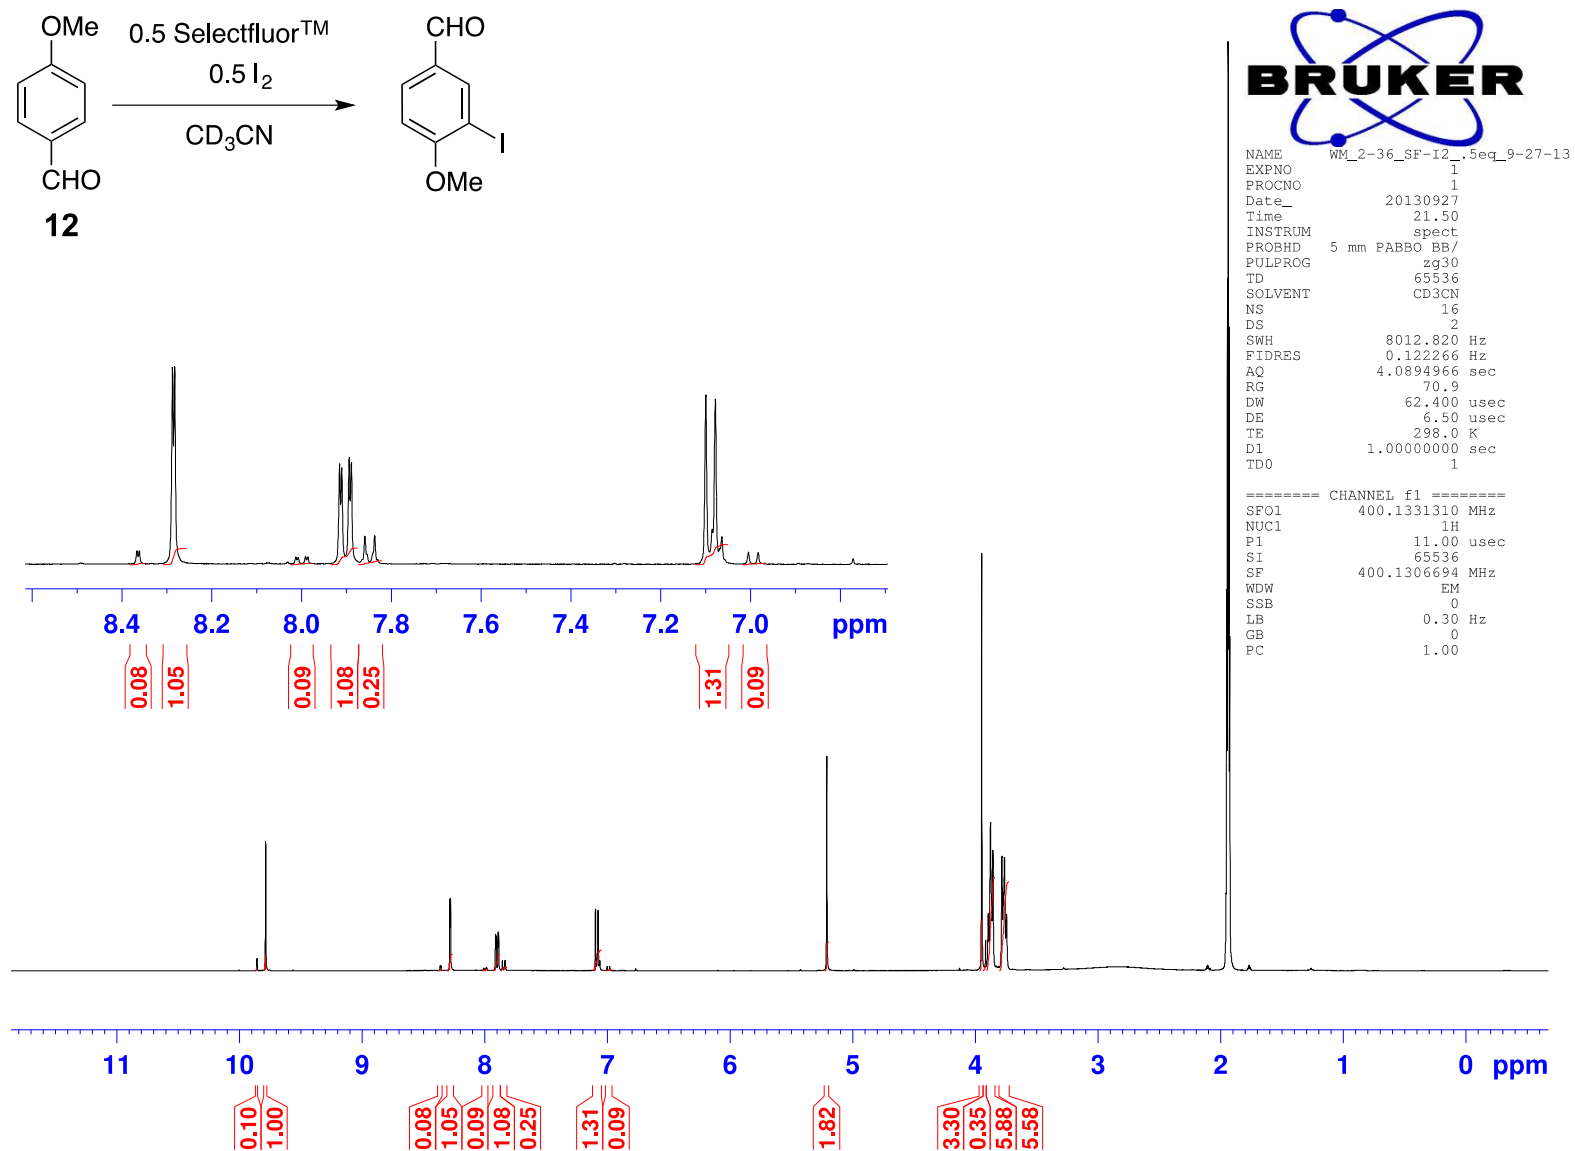 OMe
0.5 Selectfluor™
0.5 I2
CD3CN
CHO
12
CHO
I
OMe
BRUKER
NAME WM_2-36_SF-I2_.5eq_9-27-13
EXPNO 1
PROCNO 1
Date_ 20130927
Time 21.50
INSTRUM spect
PROBHD 5 mm PABBO BB/
PULPROG zg30
TD 65536
SOLVENT CD3CN
NS 16
DS 2
SWH 8012.820 Hz
FIDRES 0.122266 Hz
AQ 4.0894966 sec
RG 70.9
DW 62.400 usec
DE 6.50 usec
TE 298.0 K
D1 1.00000000 sec
TD0 1
======== CHANNEL f1 ========
SFO1 400.1331310 MHz
NUC1 1H
P1 11.00 usec
SI 65536
SF 400.1306694 MHz
WDW EM
SSB 0
LB 0.30 Hz
GB 0
PC 1.00
8.4 8.2 8.0 7.8 7.6 7.4 7.2 7.0 ppm
0.08 1.05 0.09 1.08 0.25 1.31 0.09
11 10 9 8 7 6 5 4 3 2 1 0 ppm
0.10 1.00 0.08 1.05 0.09 1.08 0.25 1.31 0.09 1.82 3.30 0.35 5.88 5.58